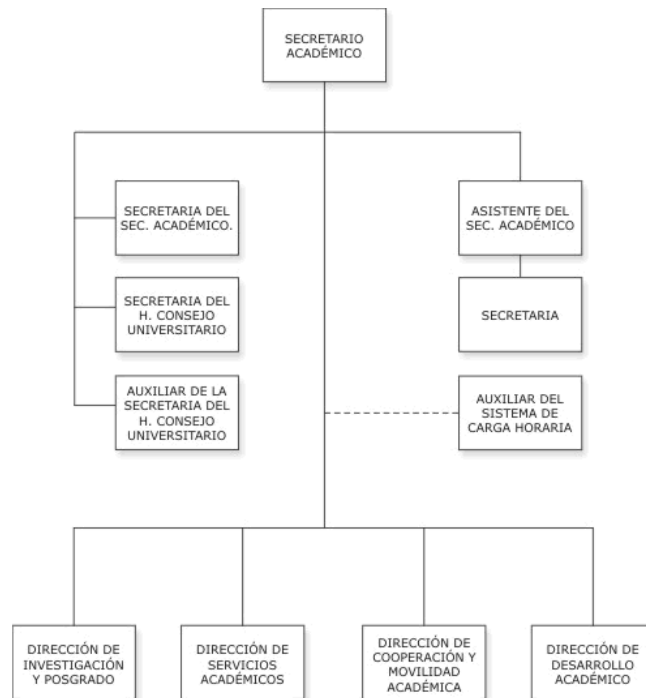 SECRETARIO
ACADÉMICO
SECRETARIA DEL
SEC. ACADÉMICO.
ASISTENTE DEL
SEC. ACADÉMICO
SECRETARIA DEL
H. CONSEJO
UNIVERSITARIO
SECRETARIA
AUXILIAR DE LA
SECRETARIA DEL
H. CONSEJO
UNIVERSITARIO
AUXILIAR DEL
SISTEMA DE
CARGA HORARIA
DIRECCIÓN DE
INVESTIGACIÓN
Y POSGRADO
DIRECCIÓN DE
SERVICIOS
ACADÉMICOS
DIRECCIÓN DE
COOPERACIÓN Y
MOVILIDAD
ACADÉMICA
DIRECCIÓN DE
DESARROLLO
ACADÉMICO